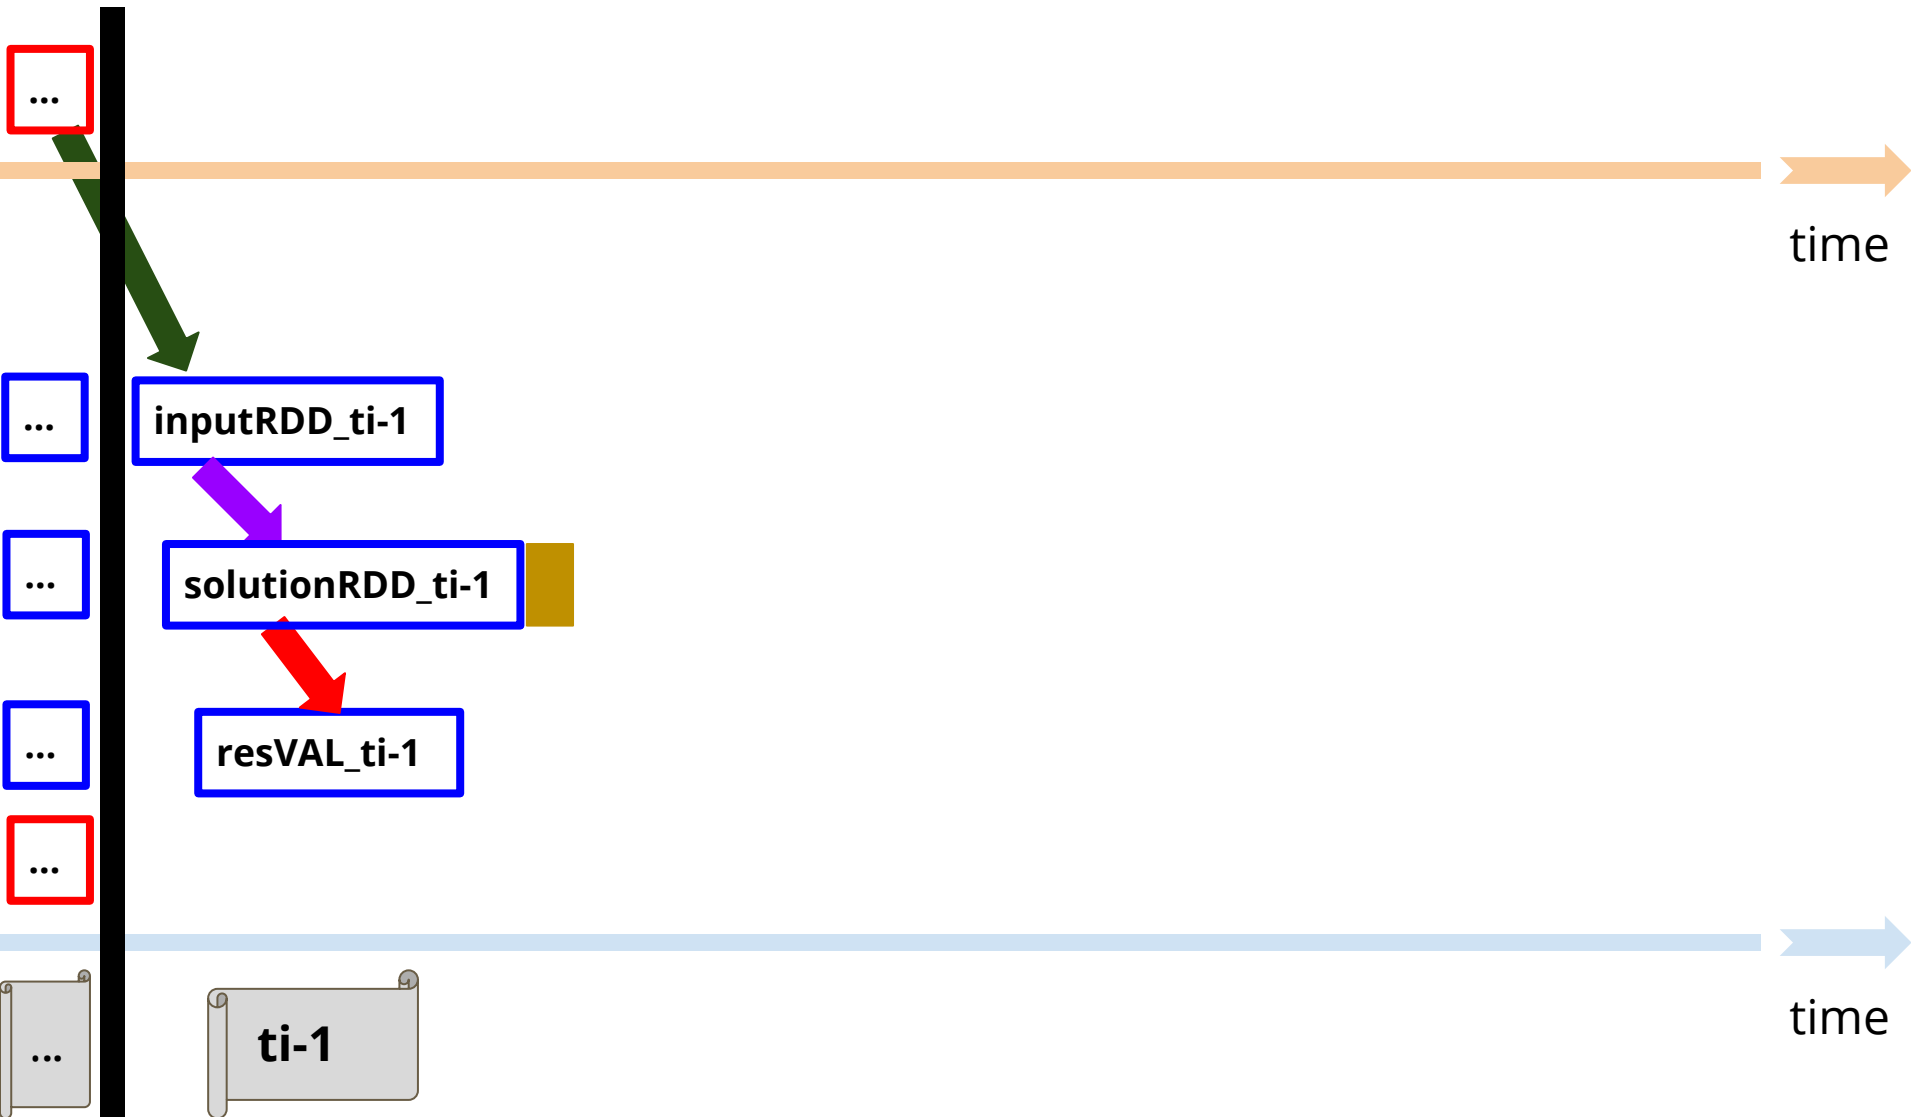 ...
time
...
inputRDD_ti-1
...
solutionRDD_ti-1
...
resVAL_ti-1
...
time
...
ti-1